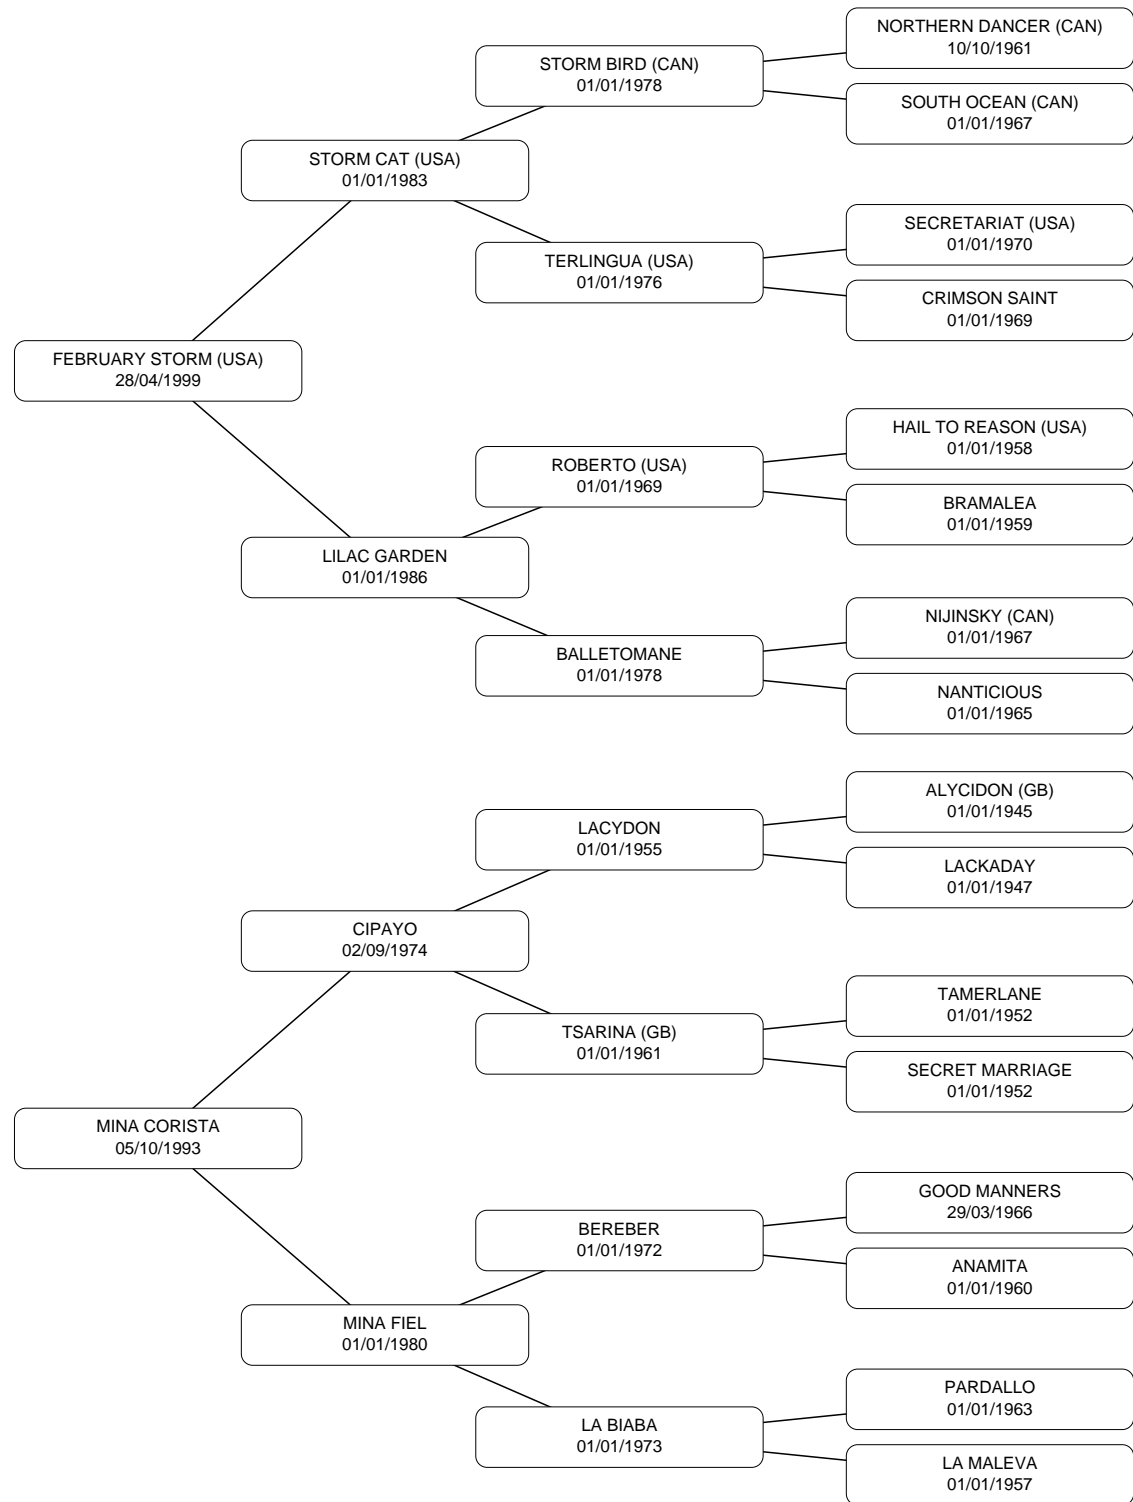 NORTHERN DANCER (CAN)
10/10/1961
STORM BIRD (CAN)
01/01/1978
SOUTH OCEAN (CAN)
01/01/1967
STORM CAT (USA)
01/01/1983
SECRETARIAT (USA)
01/01/1970
TERLINGUA (USA)
01/01/1976
CRIMSON SAINT
01/01/1969
FEBRUARY STORM (USA)
28/04/1999
HAIL TO REASON (USA)
01/01/1958
ROBERTO (USA)
01/01/1969
BRAMALEA
01/01/1959
LILAC GARDEN
01/01/1986
NIJINSKY (CAN)
01/01/1967
BALLETOMANE
01/01/1978
NANTICIOUS
01/01/1965
ALYCIDON (GB)
01/01/1945
LACYDON
01/01/1955
LACKADAY
01/01/1947
CIPAYO
02/09/1974
TAMERLANE
01/01/1952
TSARINA (GB)
01/01/1961
SECRET MARRIAGE
01/01/1952
MINA CORISTA
05/10/1993
GOOD MANNERS
29/03/1966
BEREBER
01/01/1972
ANAMITA
01/01/1960
MINA FIEL
01/01/1980
PARDALLO
01/01/1963
LA BIABA
01/01/1973
LA MALEVA
01/01/1957